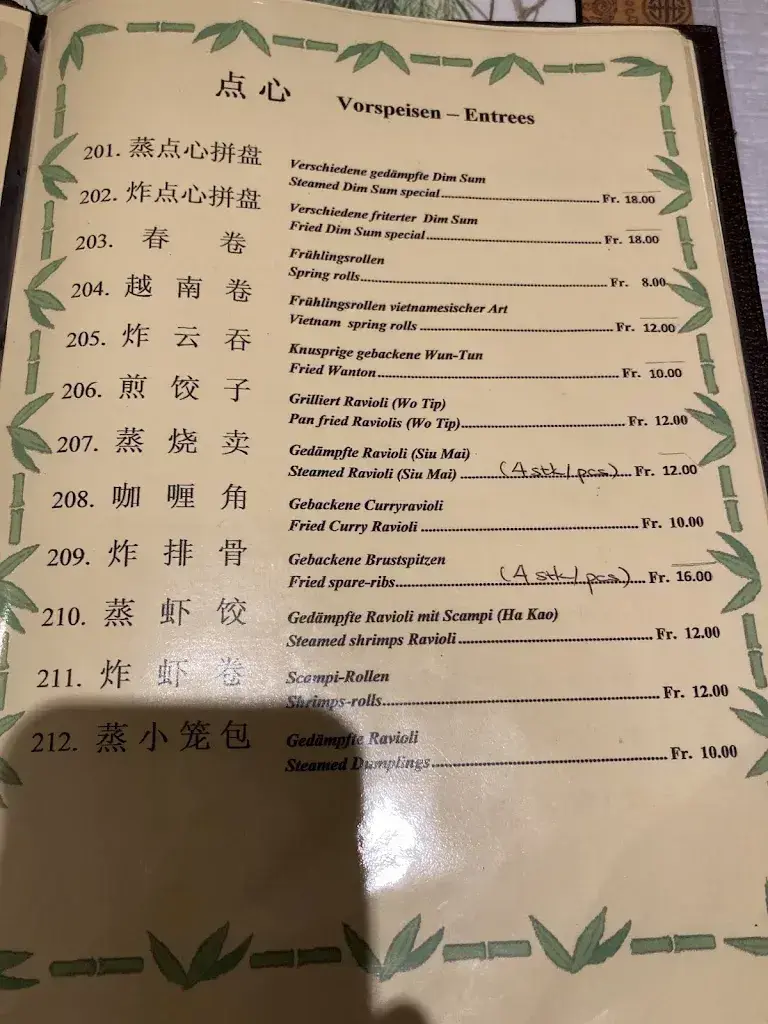 点心 Vorspeisen – Entrees
201. 蒸点心拼盘 Verschiedene gedämpfte Dim Sum
Steamed Dim Sum special Fr. 18.00
202. 炸点心拼盘 Verschiedene friterter Dim Sum
Fried Dim Sum special Fr. 18.00
203. 春卷 Frühlingsrollen
Spring rolls Fr. 8.00
204. 越南卷 Frühlingsrollen vietnamesischer Art
Vietnam spring rolls Fr. 12.00
205. 炸云吞 Knusprige gebackene Wun-Tun
Fried Wanton Fr. 10.00
206. 煎饺子 Grilliert Ravioli (Wo Tip)
Pan fried Raviolis (Wo Tip) Fr. 12.00
207. 蒸烧卖 Gedämpfte Ravioli (Siu Mai)
Steamed Ravioli (Siu Mai) (4 stk/pcs) Fr. 12.00
208. 咖喱角 Gebackene Curryravioli
Fried Curry Ravioli Fr. 10.00
209. 炸排骨 Gebackene Brustspitzen
Fried spare-ribs (4 stk/pcs) Fr. 16.00
210. 蒸虾饺 Gedämpfte Ravioli mit Scampi (Ha Kao)
Steamed shrimps Ravioli Fr. 12.00
211. 炸虾卷 Scampi-Rollen
Shrimps-rolls Fr. 12.00
212. 蒸小笼包 Gedämpfte Ravioli
Steamed Dumplings Fr. 10.00